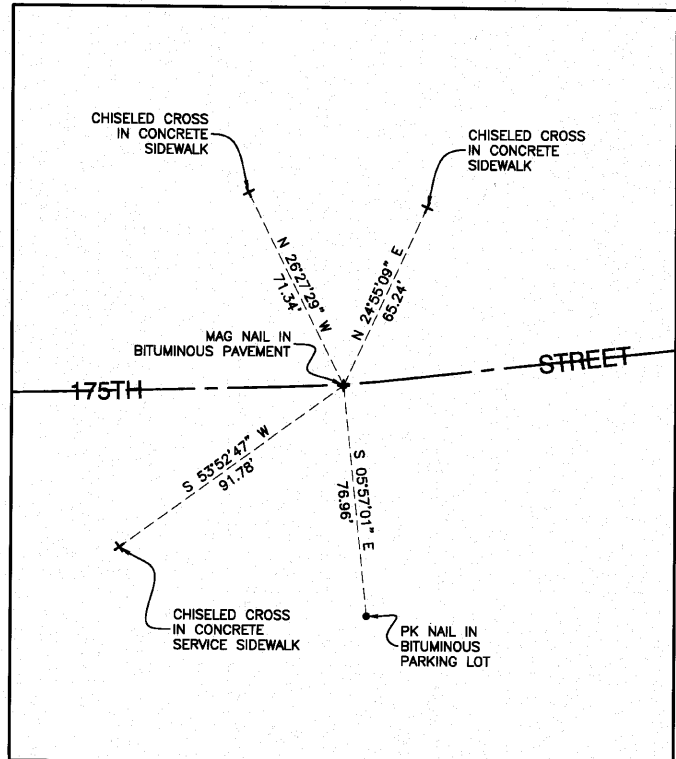 CHISELED CROSS
IN CONCRETE
SIDEWALK
CHISELED CROSS
IN CONCRETE
SIDEWALK
N 26°27'29" W
71.34'
N 24°55'09" E
65.24'
MAG NAIL IN
BITUMINOUS PAVEMENT
175TH
STREET
S 53°52'47" W
91.78'
S 05°57'01" E
76.96'
CHISELED CROSS
IN CONCRETE
SERVICE SIDEWALK
PK NAIL IN
BITUMINOUS
PARKING LOT